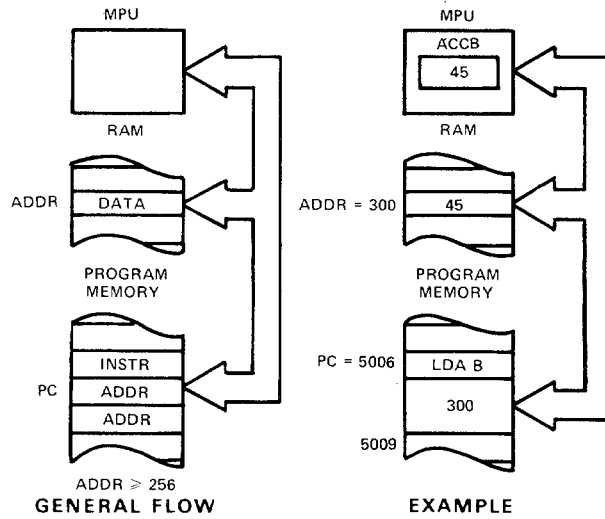 MPU
RAM
ADDR
DATA
PROGRAM
MEMORY
INSTR
PC
ADDR
ADDR
ADDR ⩾ 256
GENERAL FLOW
MPU
ACCB
45
RAM
ADDR = 300
45
PROGRAM
MEMORY
PC = 5006
LDA B
300
5009
EXAMPLE